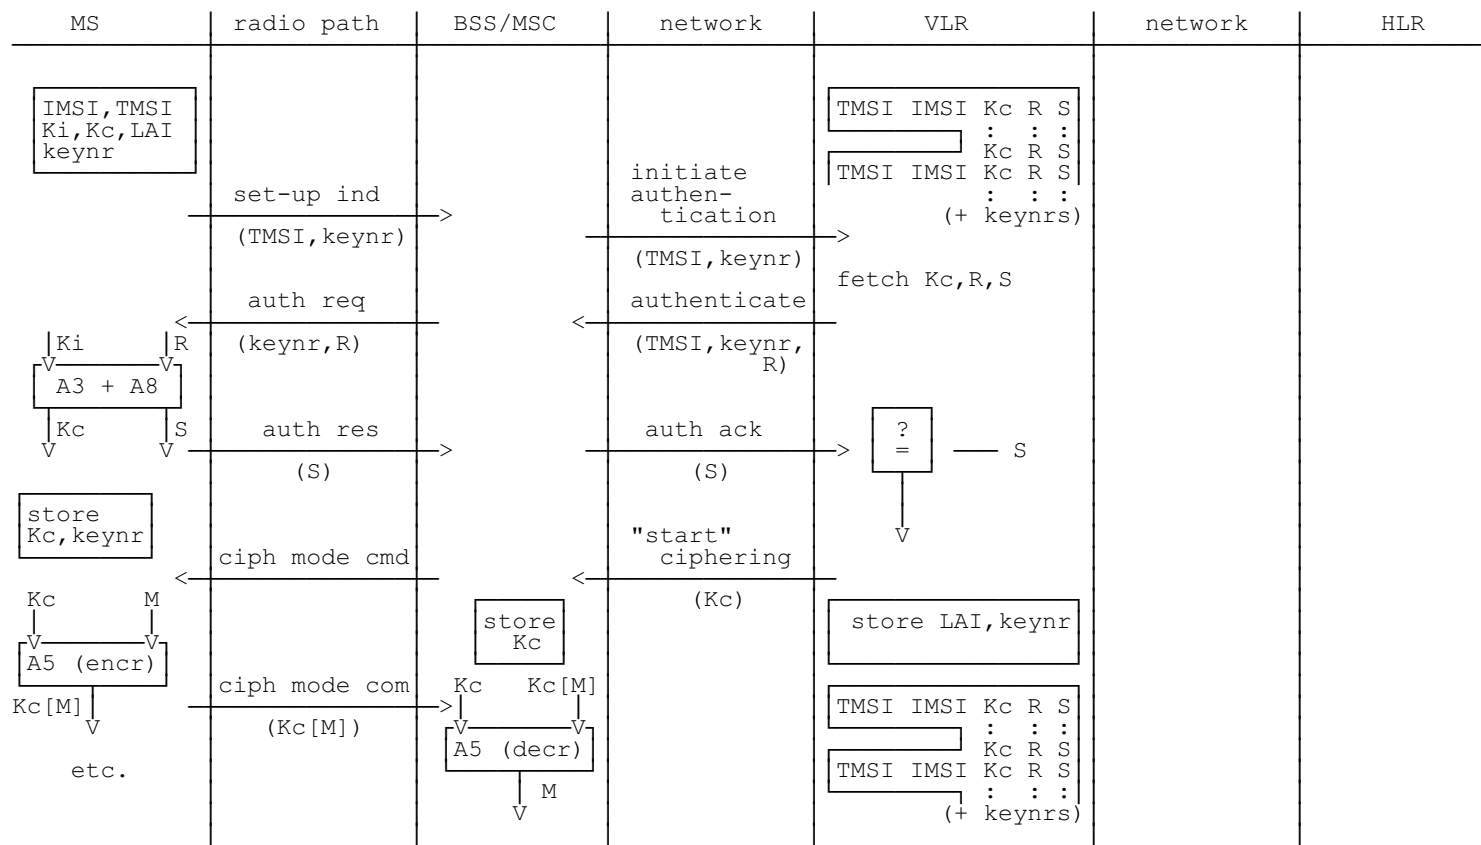 MS radio path BSS/MSC network VLR network HLR
IMSI,TMSI
Ki,Kc,LAI
keynr
TMSI IMSI Kc R S
: : :
Kc R S
TMSI IMSI Kc R S
: : :
(+ keynrs)
set-up ind
(TMSI,keynr)
initiate
authen-
tication
(TMSI,keynr)
fetch Kc,R,S
auth req
(keynr,R)
authenticate
(TMSI,keynr,
R)
< <
Ki R
V V
A3 + A8
Kc S
V V
auth res
(S)
>
auth ack
(S)
>
?
=
S
V
store
Kc,keynr
ciph mode cmd
<
"start"
ciphering
(Kc)
<
Kc M
V V
A5 (encr)
Kc[M]
V
etc.
store
Kc
store LAI,keynr
ciph mode com
(Kc[M])
>
Kc Kc[M]
V V
A5 (decr)
M
V
TMSI IMSI Kc R S
: : :
Kc R S
TMSI IMSI Kc R S
: : :
(+ keynrs)